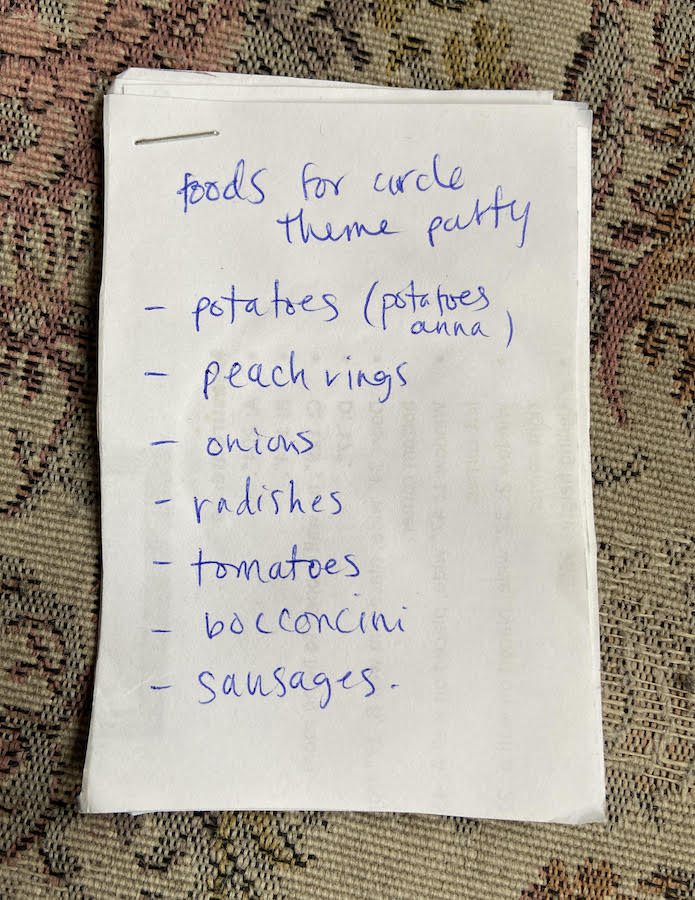 foods for circle
theme party
- potatoes (potatoes
anna)
- peach rings
- onions
- radishes
- tomatoes
- bocconcini
- sausages.